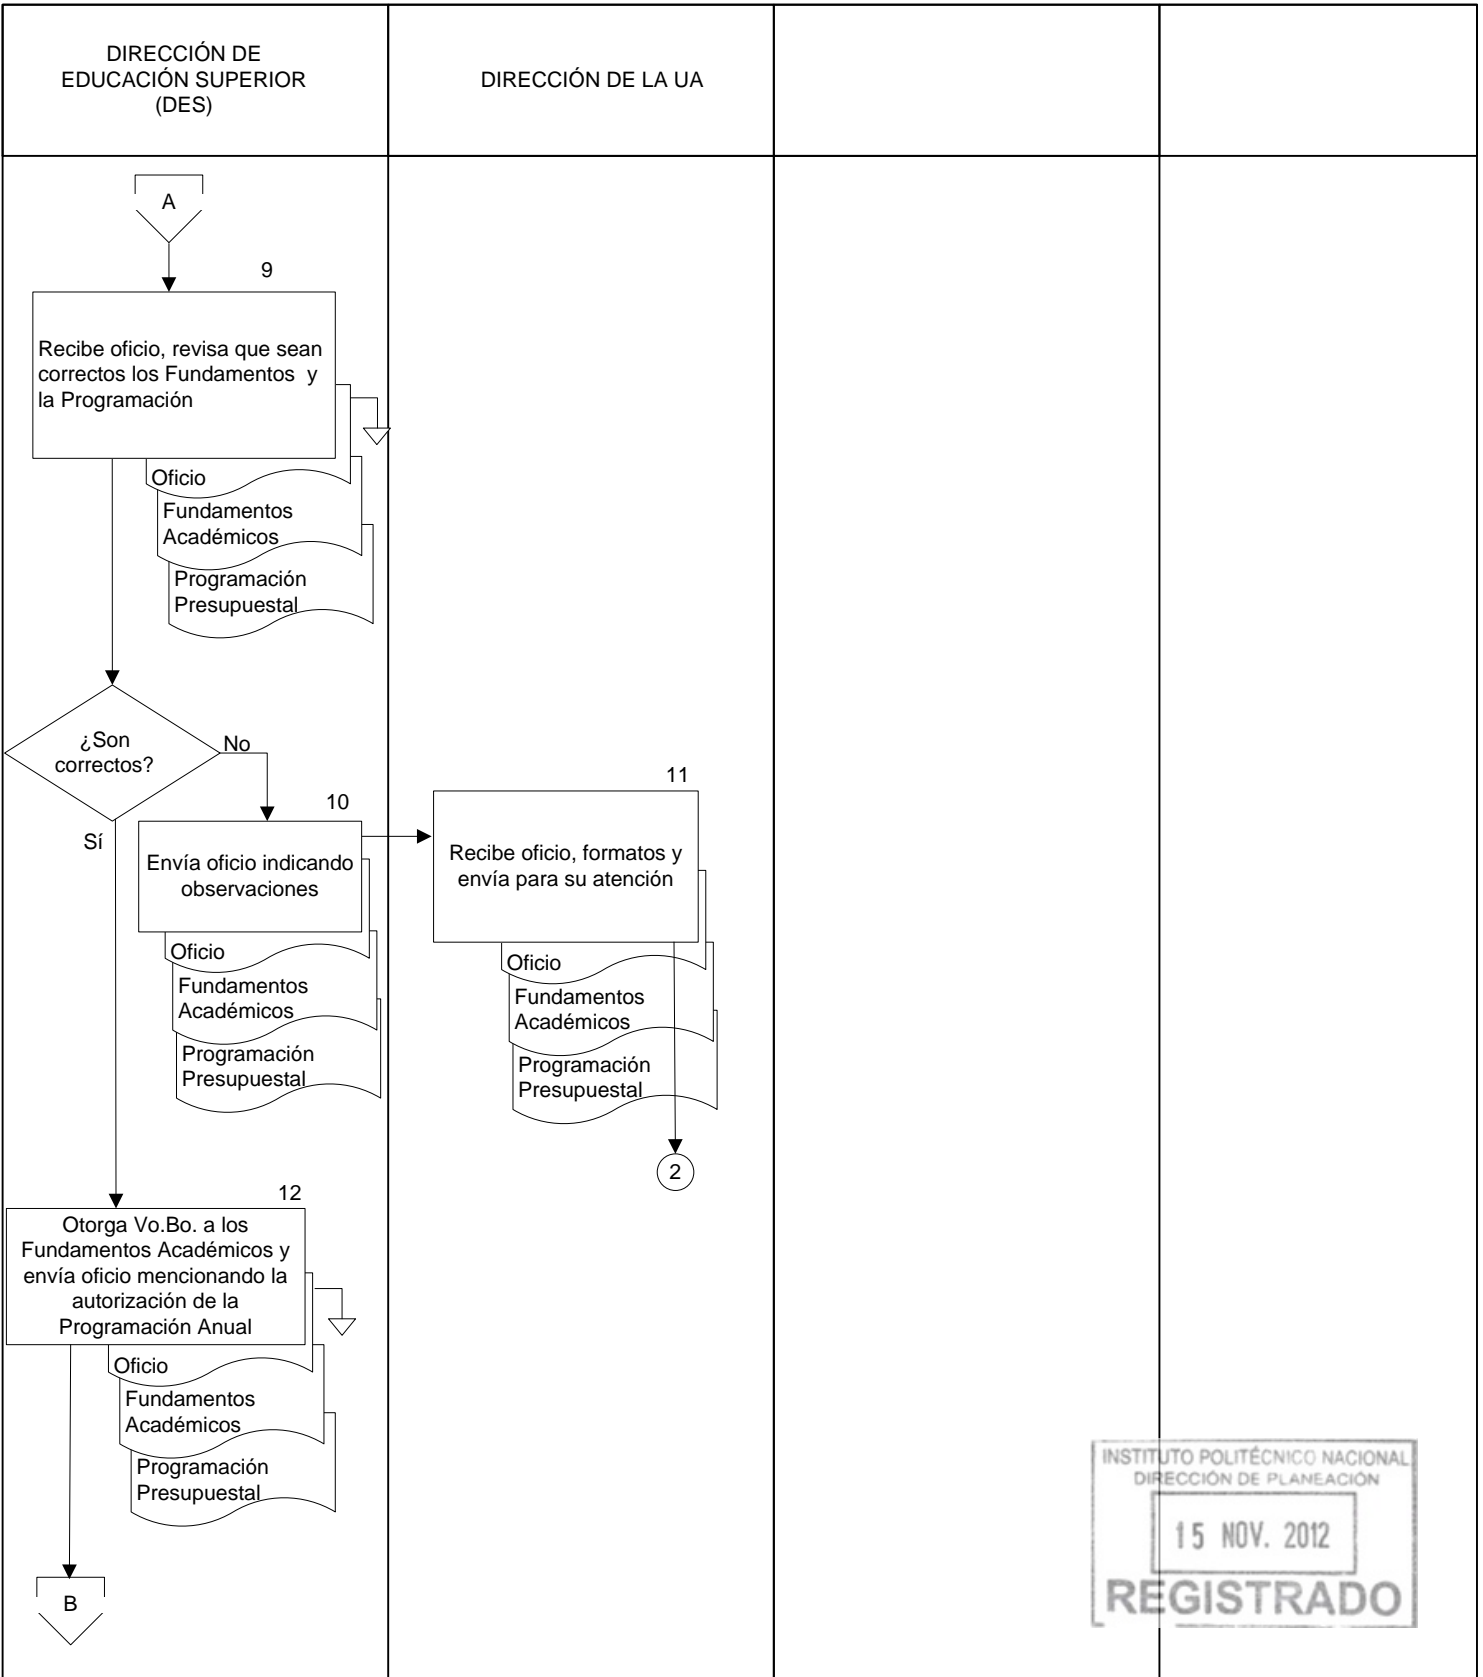 DIRECCIÓN DE
EDUCACIÓN SUPERIOR
(DES)
DIRECCIÓN DE LA UA
A
9
Recibe oficio, revisa que sean
correctos los Fundamentos y
la Programación
Oficio
Fundamentos
Académicos
Programación
Presupuestal
¿Son
correctos?
No
Sí
10
Envía oficio indicando
observaciones
Oficio
Fundamentos
Académicos
Programación
Presupuestal
11
Recibe oficio, formatos y
envía para su atención
Oficio
Fundamentos
Académicos
Programación
Presupuestal
2
12
Otorga Vo.Bo. a los
Fundamentos Académicos y
envía oficio mencionando la
autorización de la
Programación Anual
Oficio
Fundamentos
Académicos
Programación
Presupuestal
B
INSTITUTO POLITÉCNICO NACIONAL
DIRECCIÓN DE PLANEACIÓN
15 NOV. 2012
REGISTRADO